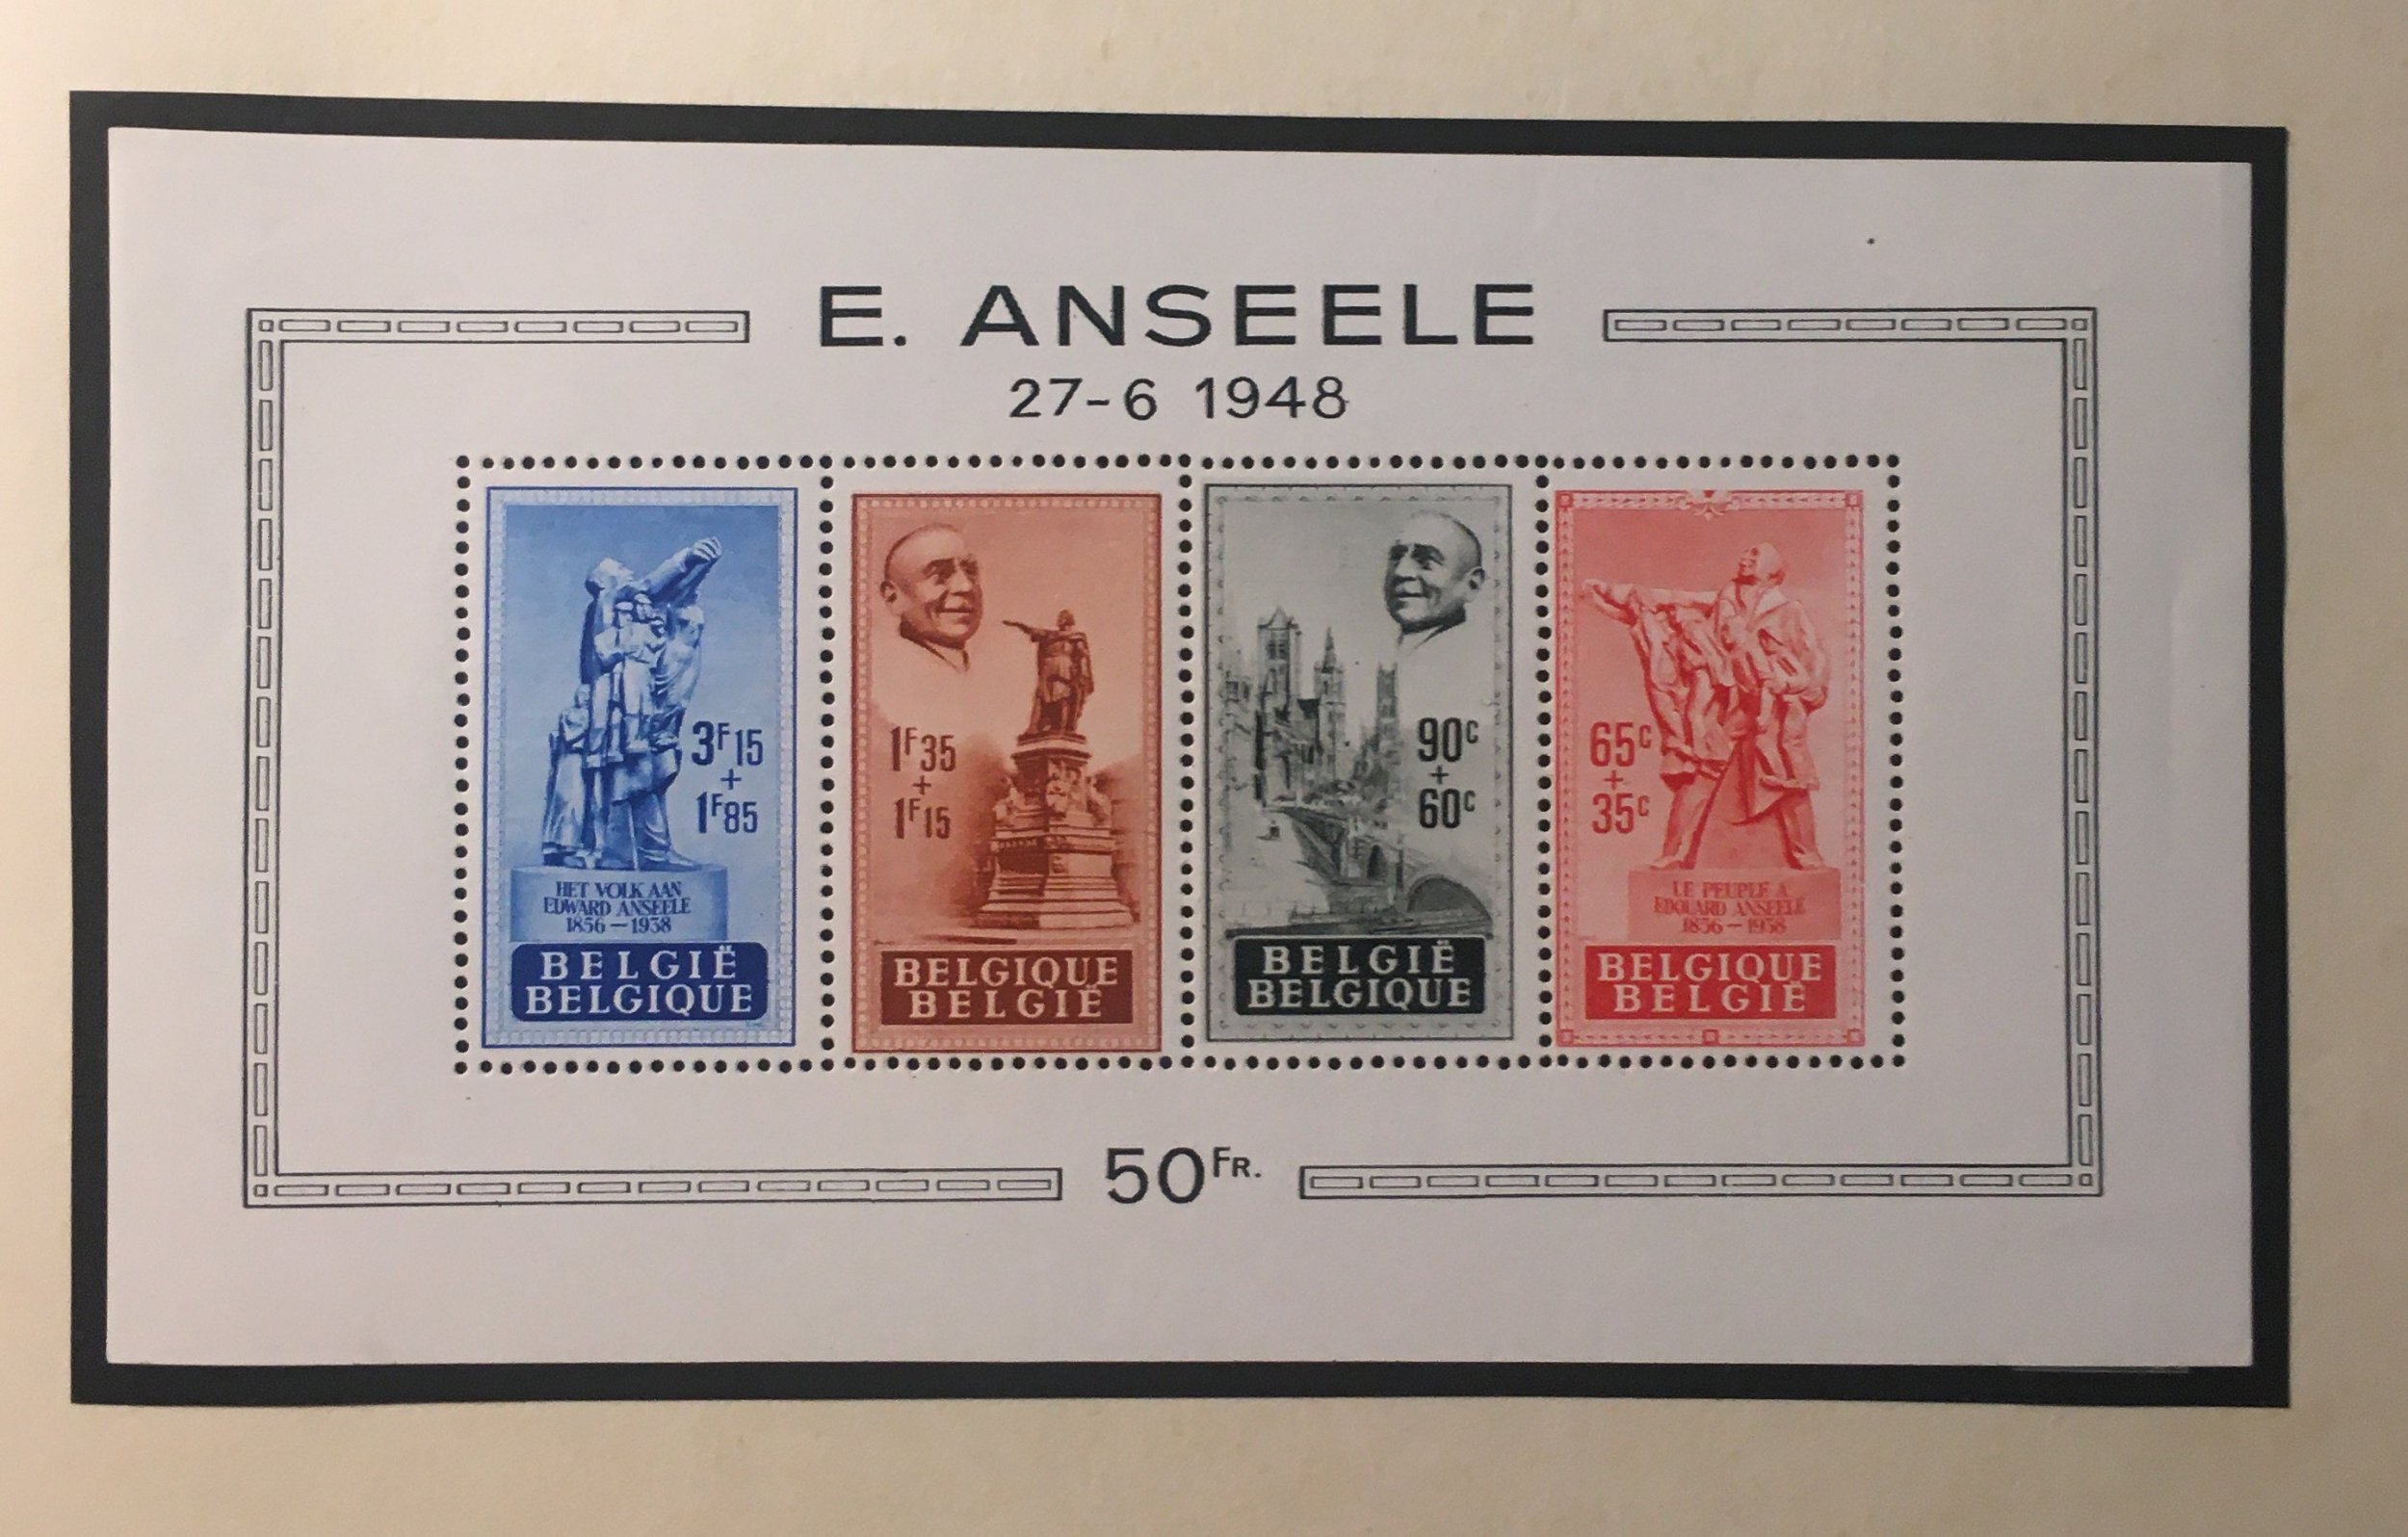 E. ANSEELE
27-6 1948
3F15
+
1F85
HET VOLK AAN
EDWARD ANSEELE
1856 – 1938
BELGIË
BELGIQUE
1F35
+
1F15
BELGIQUE
BELGIË
90C
+
60C
BELGIË
BELGIQUE
65C
+
35C
LE PEUPLE A
EDOUARD ANSEELE
1856 – 1938
BELGIQUE
BELGIË
50FR.